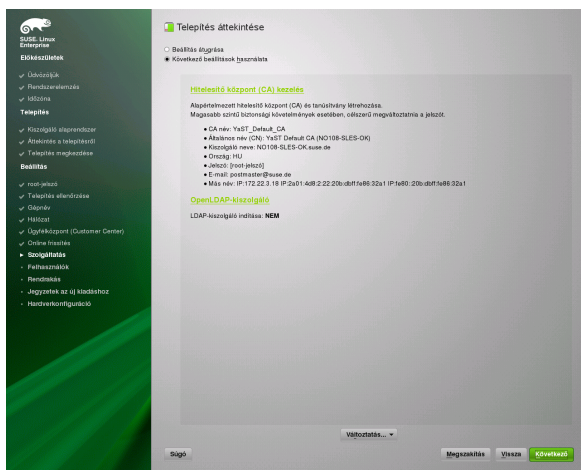 SUSE. Linux
Enterprise
Előkészületek
Üdvözöljük
Rendszerelemzés
Időzóna
Telepítés
Kiszolgáló alaprendszer
Áttekintés a telepítésről
Telepítés megkezdése
Beállítás
root-jelszó
Telepítés ellenőrzése
Gépnév
Hálózat
Ügyfélközpont (Customer Center)
Online frissítés
Szolgáltatás
Felhasználók
Rendrakás
Jegyzetek az új kiadáshoz
Hardverkonfiguráció
Telepítés áttekintése
Beállítás átugrása
Következő beállítások használata
Hitelesítő központ (CA) kezelés
Alapértelmezett hitelesítő központ (CA) és tanúsítvány létrehozása.
Magasabb szintű biztonsági követelmények esetében, célszerű megváltoztatnia a jelszót.
CA név: YaST_Default_CA
Általános név (CN): YaST Default CA (NO108-SLES-OK)
Kiszolgáló neve: NO108-SLES-OK.suse.de
Ország: HU
Jelszó: [root-jelszó]
E-mail: postmaster@suse.de
Más név: IP:172.22.3.18 IP:2a01:4d8:2:22:20b:dbff:fe86:32a1 IP:fe80::20b:dbff:fe86:32a1
OpenLDAP-kiszolgáló
LDAP-kiszolgáló indítása: NEM
Változtatás...
Súgó
Megszakítás
Vissza
Következő